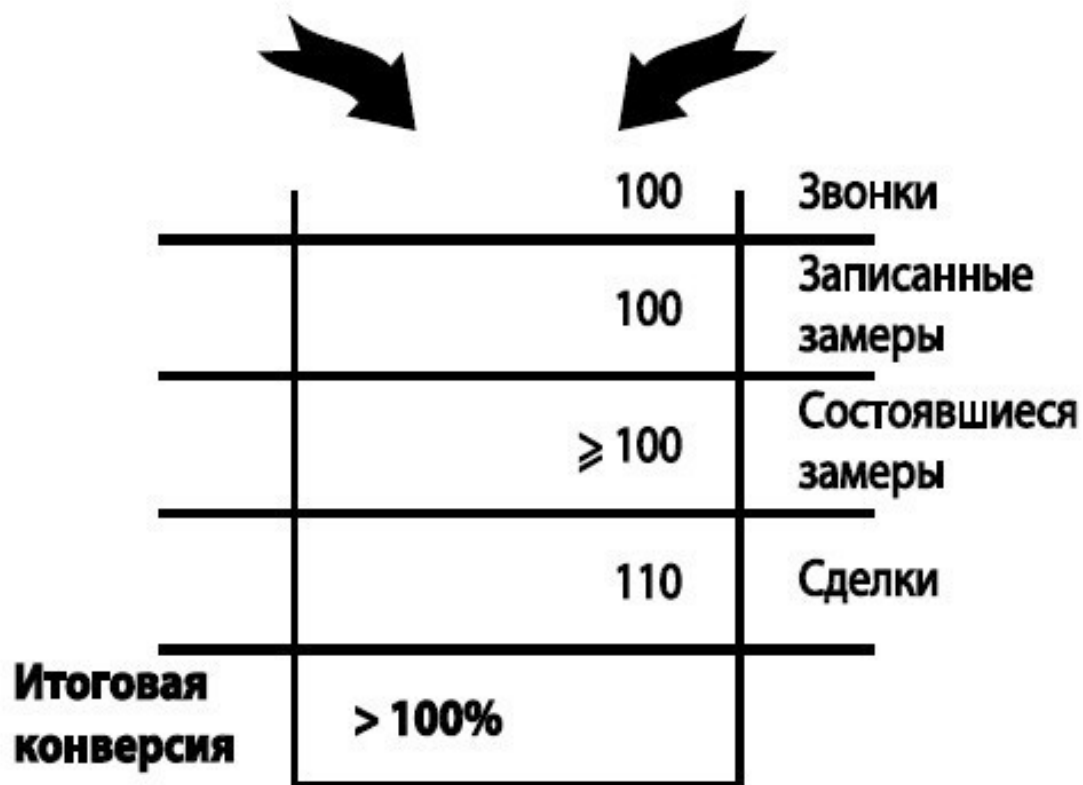 100 Звонки
100 Записанные
замеры
⩾ 100 Состоявшиеся
замеры
110 Сделки
Итоговая
конверсия
> 100%